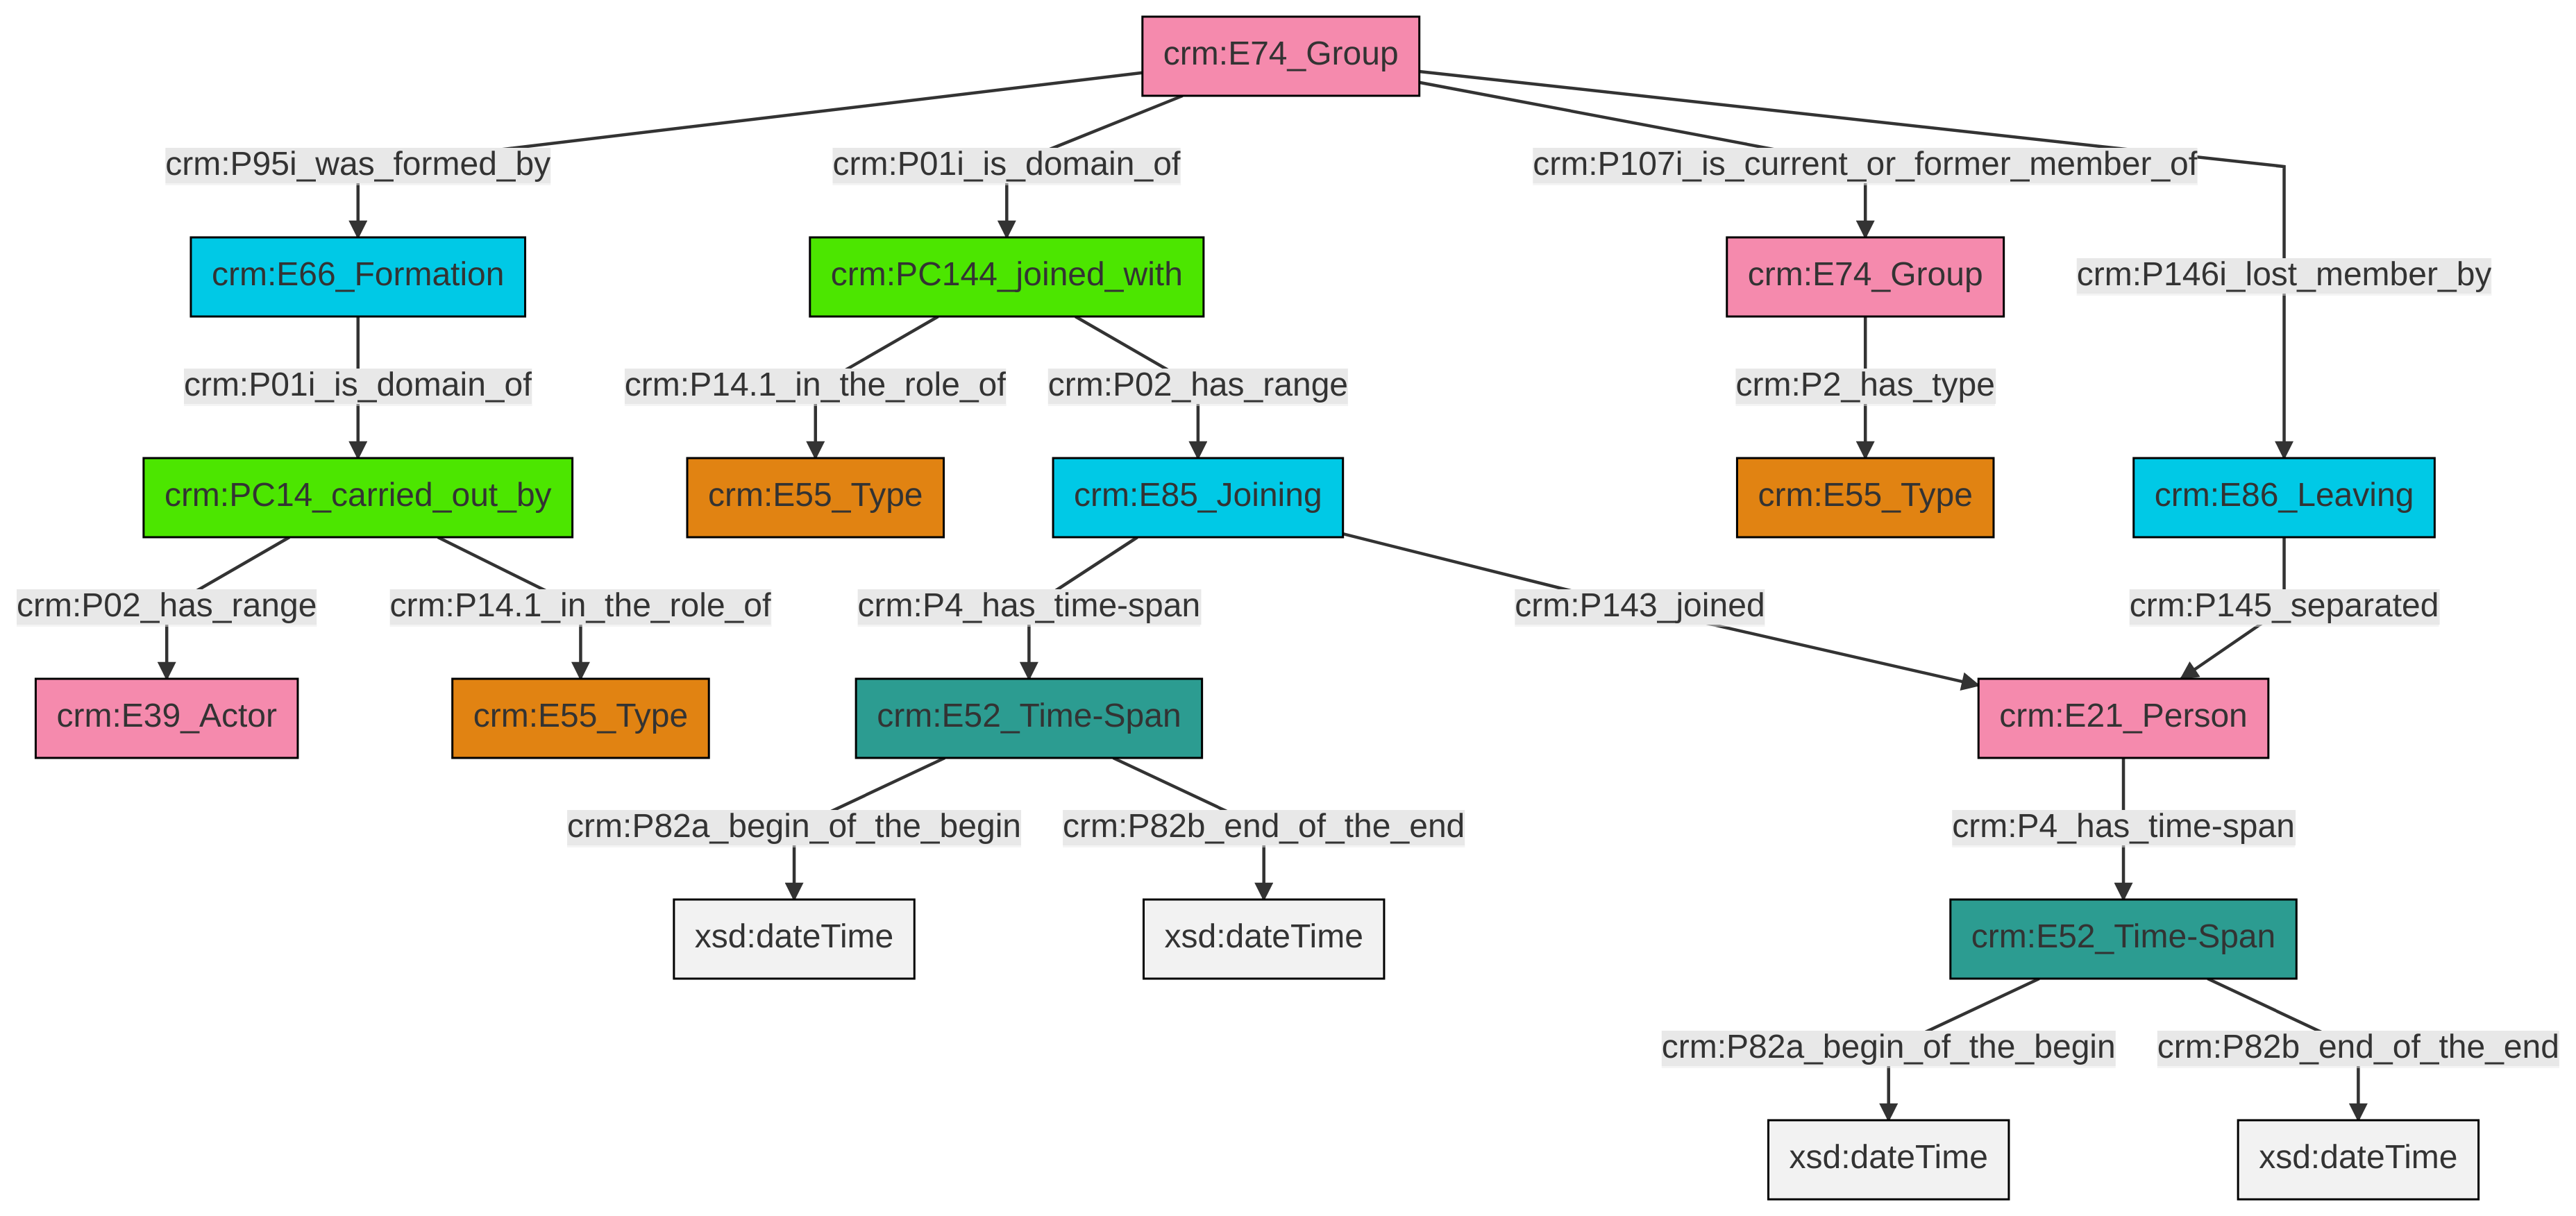 crm:E74_Group
crm:P95i_was_formed_by
crm:P01i_is_domain_of
crm:P107i_is_current_or_former_member_of
crm:E66_Formation
crm:PC144_joined_with
crm:E74_Group
crm:P146i_lost_member_by
crm:P01i_is_domain_of
crm:P14.1_in_the_role_of
crm:P02_has_range
crm:P2_has_type
crm:PC14_carried_out_by
crm:E55_Type
crm:E85_Joining
crm:E55_Type
crm:E86_Leaving
crm:P02_has_range
crm:P14.1_in_the_role_of
crm:P4_has_time-span
crm:P143_joined
crm:P145_separated
crm:E39_Actor
crm:E55_Type
crm:E52_Time-Span
crm:E21_Person
crm:P82a_begin_of_the_begin
crm:P82b_end_of_the_end
crm:P4_has_time-span
xsd:dateTime
xsd:dateTime
crm:E52_Time-Span
crm:P82a_begin_of_the_begin
crm:P82b_end_of_the_end
xsd:dateTime
xsd:dateTime